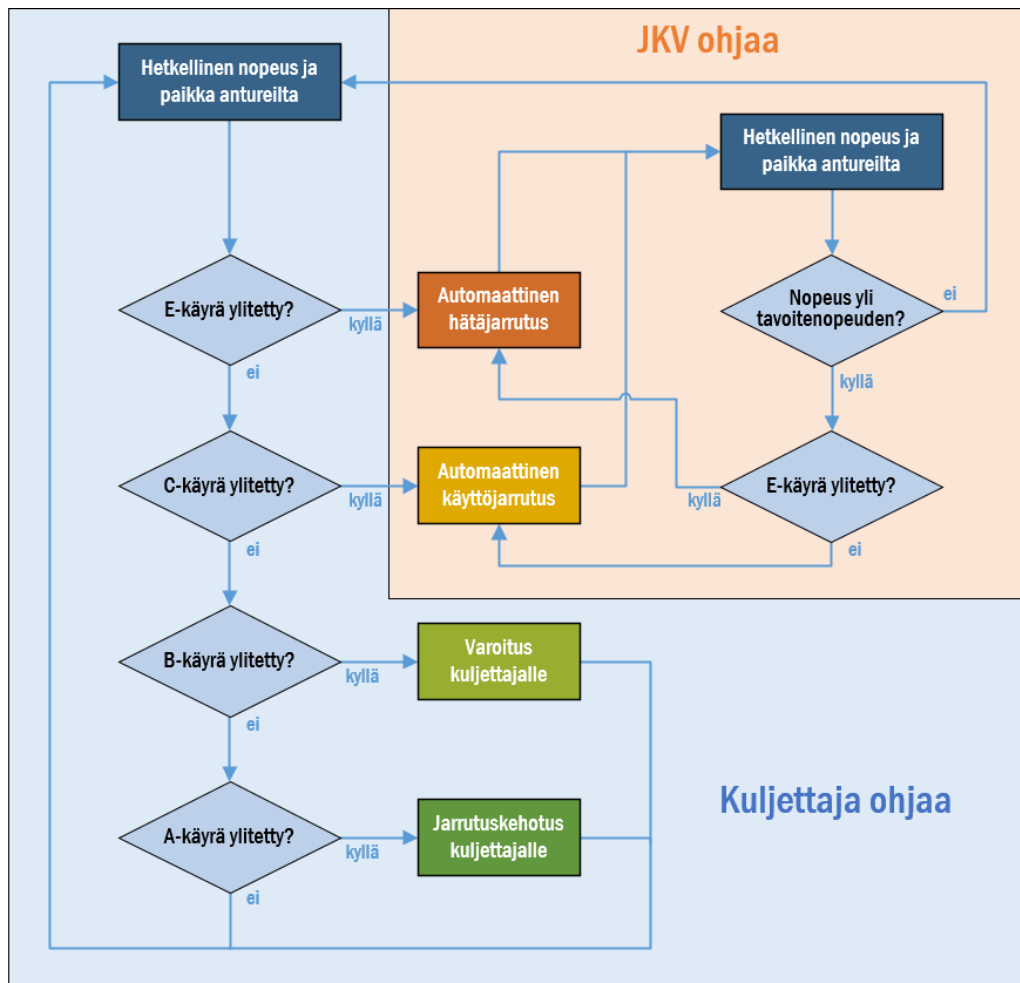 JKV ohjaa
Hetkellinen nopeus ja
paikka antureilta
Hetkellinen nopeus ja
paikka antureilta
E-käyrä ylitetty?
kyllä
ei
Automaattinen
hätäjarrutus
Nopeus yli
tavoitenopeuden?
ei
kyllä
C-käyrä ylitetty?
kyllä
ei
Automaattinen
käyttöjarrutus
E-käyrä ylitetty?
kyllä
ei
B-käyrä ylitetty?
kyllä
ei
Varoitus
kuljettajalle
Kuljettaja ohjaa
A-käyrä ylitetty?
kyllä
ei
Jarrutuskehotus
kuljettajalle